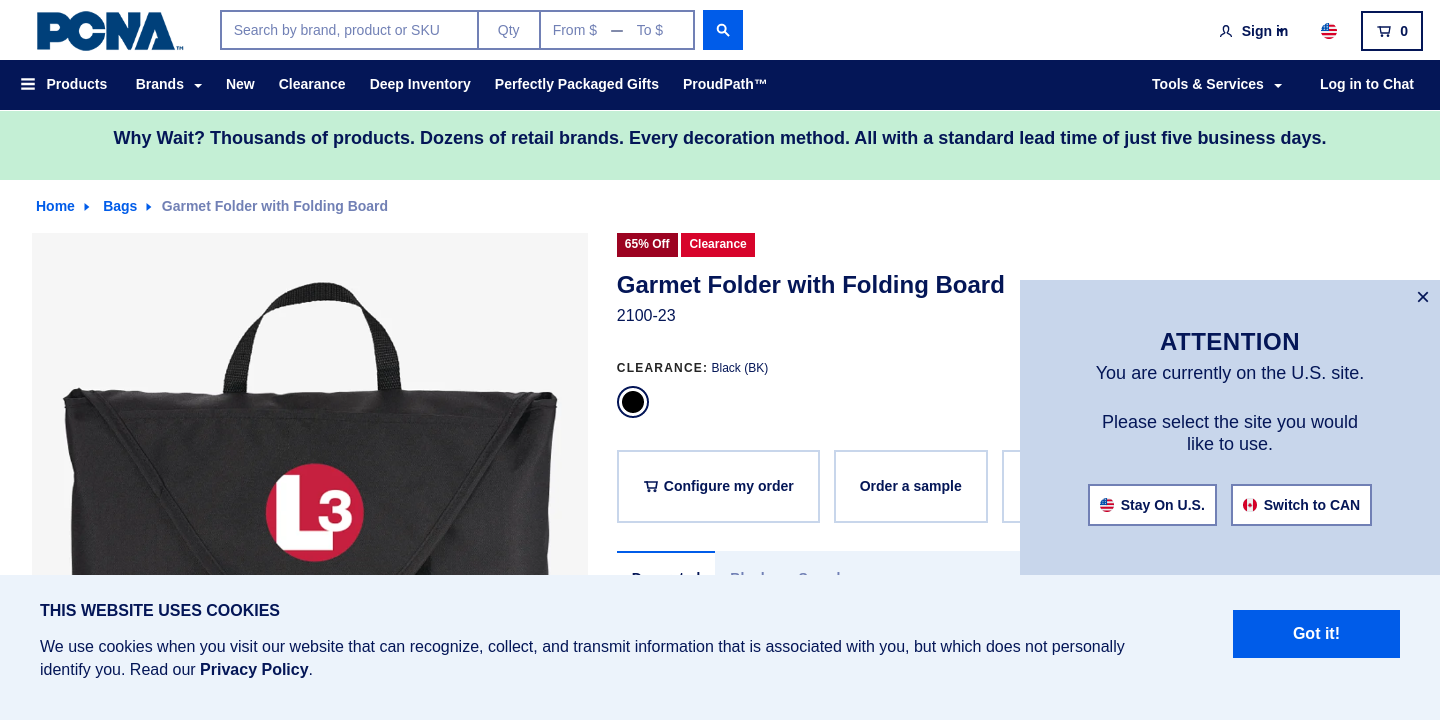 PCNA™
Search by brand, product or SKU
Qty
From $ — To $
Sign in
0
Products
Brands
New
Clearance
Deep Inventory
Perfectly Packaged Gifts
ProudPath™
Tools & Services
Log in to Chat
Why Wait? Thousands of products. Dozens of retail brands. Every decoration method. All with a standard lead time of just five business days.
Home
Bags
Garmet Folder with Folding Board
65% Off
Clearance
Garmet Folder with Folding Board
2100-23
CLEARANCE: Black (BK)
L3
Configure my order
Order a sample
×
ATTENTION
You are currently on the U.S. site.
Please select the site you would
like to use.
Stay On U.S.
Switch to CAN
THIS WEBSITE USES COOKIES
We use cookies when you visit our website that can recognize, collect, and transmit information that is associated with you, but which does not personally
identify you. Read our Privacy Policy.
Got it!